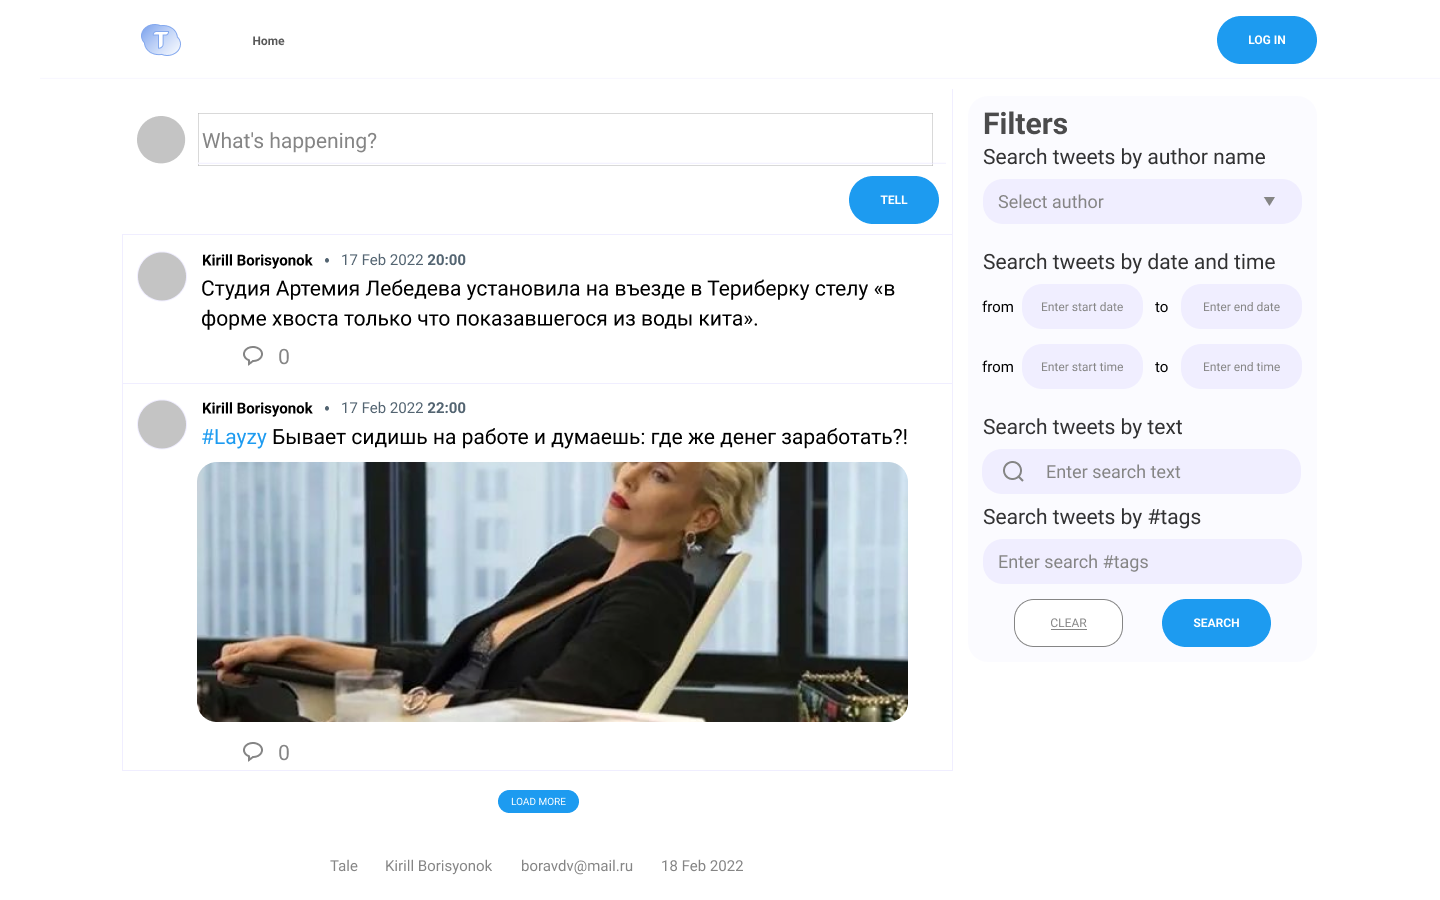 T
Home
LOG IN
What's happening?
TELL
Kirill Borisyonok • 17 Feb 2022 20:00
Студия Артемия Лебедева установила на въезде в Териберку стелу «в
форме хвоста только что показавшегося из воды кита».
0
Kirill Borisyonok • 17 Feb 2022 22:00
#Layzy Бывает сидишь на работе и думаешь: где же денег заработать?!
0
LOAD MORE
Filters
Search tweets by author name
Select author
Search tweets by date and time
from Enter start date to Enter end date
from Enter start time to Enter end time
Search tweets by text
Enter search text
Search tweets by #tags
Enter search #tags
CLEAR SEARCH
Tale Kirill Borisyonok boravdv@mail.ru 18 Feb 2022